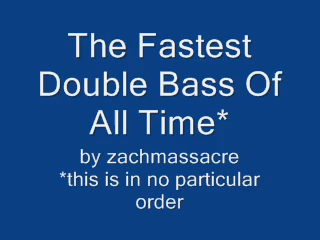 The Fastest
Double Bass Of
All Time*
by zachmassacre
*this is in no particular
order